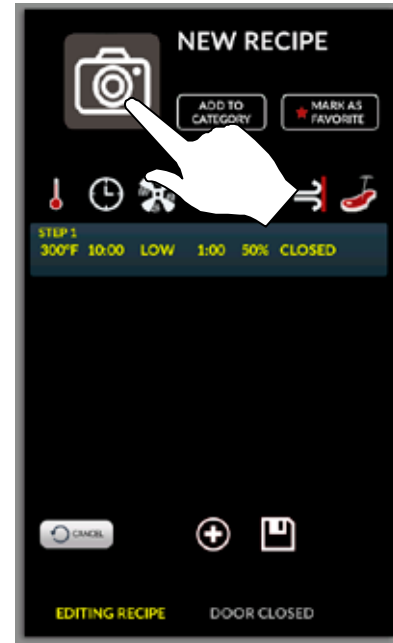 NEW RECIPE
ADD TO
CATEGORY
MARK AS
FAVORITE
STEP 1
300°F 10:00 LOW 1:00 50% CLOSED
CANCEL
EDITING RECIPE DOOR CLOSED